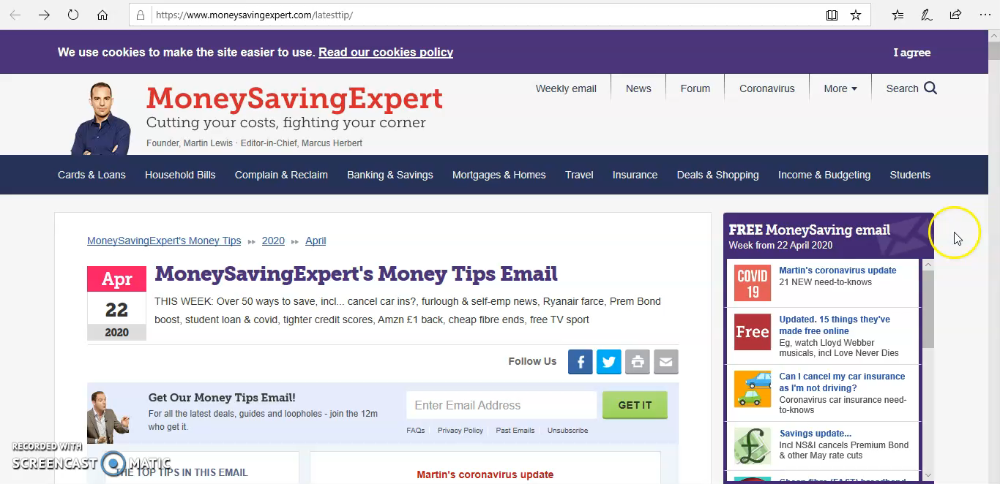 https://www.moneysavingexpert.com/latesttip/
We use cookies to make the site easier to use. Read our cookies policy
I agree
MoneySavingExpert
Cutting your costs, fighting your corner
Founder, Martin Lewis · Editor-in-Chief, Marcus Herbert
Weekly email
News
Forum
Coronavirus
More
Search
Cards & Loans
Household Bills
Complain & Reclaim
Banking & Savings
Mortgages & Homes
Travel
Insurance
Deals & Shopping
Income & Budgeting
Students
MoneySavingExpert's Money Tips
2020
April
Apr
22
2020
MoneySavingExpert's Money Tips Email
THIS WEEK: Over 50 ways to save, incl... cancel car ins?, furlough & self-emp news, Ryanair farce, Prem Bond
boost, student loan & covid, tighter credit scores, Amzn £1 back, cheap fibre ends, free TV sport
Follow Us
Get Our Money Tips Email!
For all the latest deals, guides and loopholes - join the 12m
who get it.
Enter Email Address
GET IT
FAQs
Privacy Policy
Past Emails
Unsubscribe
THE TOP TIPS IN THIS EMAIL
Martin's coronavirus update
FREE MoneySaving email
Week from 22 April 2020
COVID
19
Martin's coronavirus update
21 NEW need-to-knows
Free
Updated. 15 things they've
made free online
Eg, watch Lloyd Webber
musicals, incl Love Never Dies
Can I cancel my car insurance
as I'm not driving?
Coronavirus car insurance need-
to-knows
£
Savings update...
Incl NS&I cancels Premium Bond
& other May rate cuts
Cheap fibre (FAST) broadband
RECORDED WITH
SCREENCAST MATIC